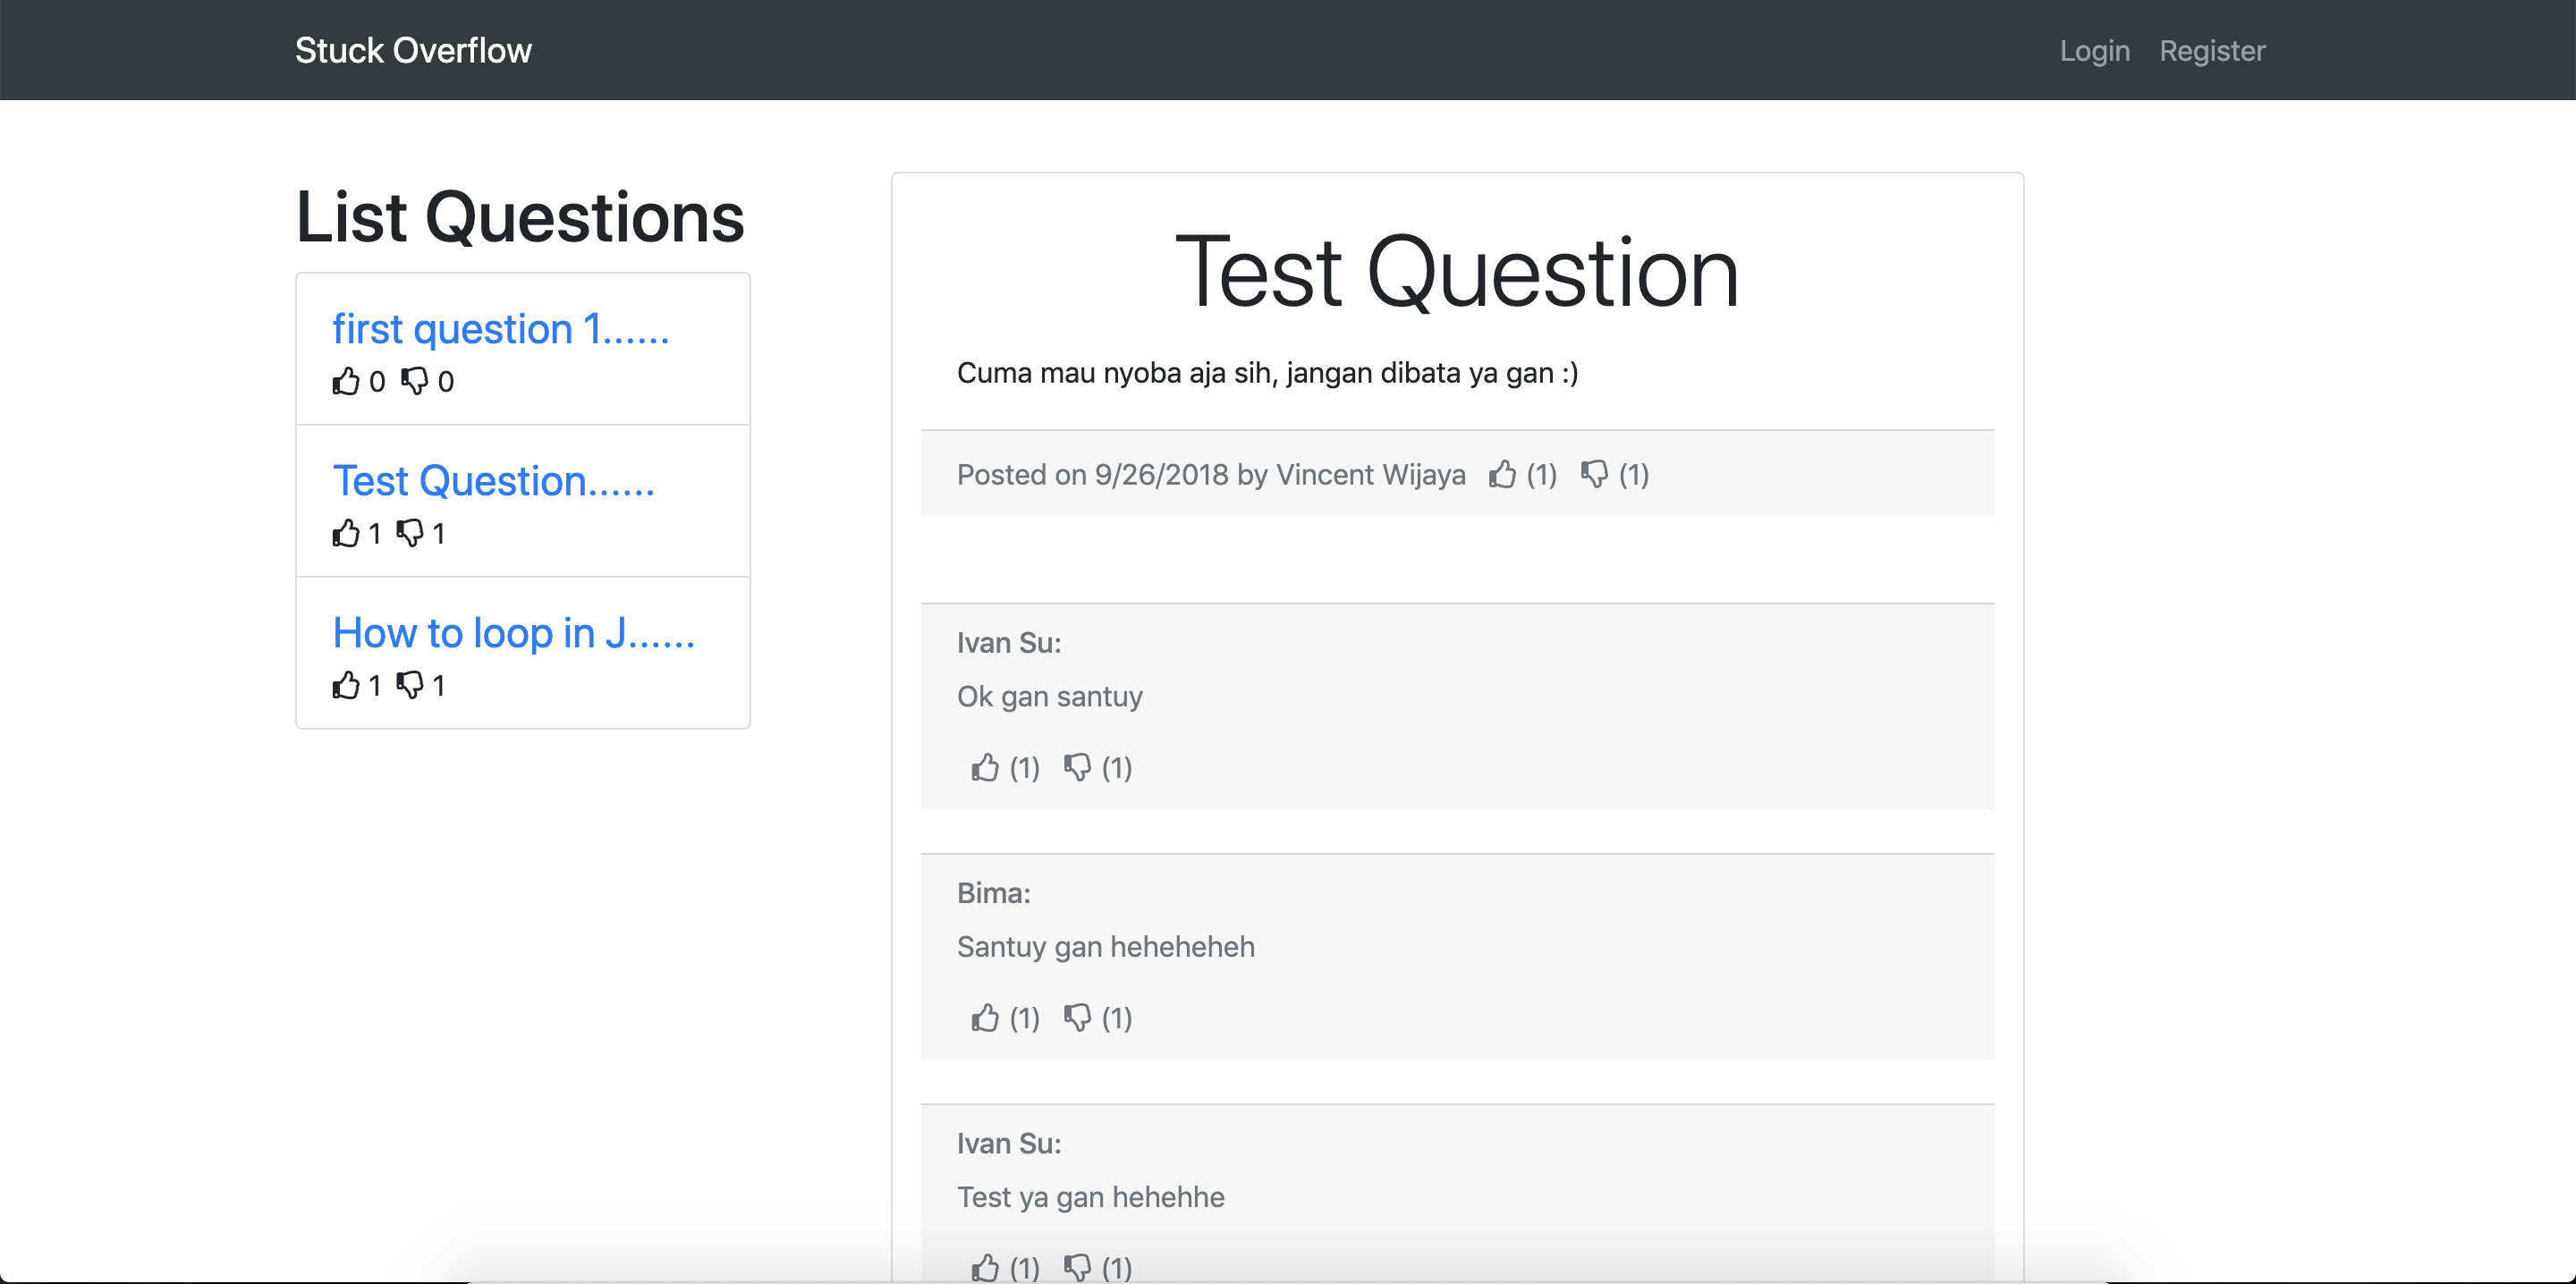 Stuck Overflow
Login Register
List Questions
first question 1......
0 0
Test Question......
1 1
How to loop in J......
1 1
Test Question
Cuma mau nyoba aja sih, jangan dibata ya gan :)
Posted on 9/26/2018 by Vincent Wijaya (1) (1)
Ivan Su:
Ok gan santuy
(1) (1)
Bima:
Santuy gan heheheheh
(1) (1)
Ivan Su:
Test ya gan hehehhe
(1) (1)